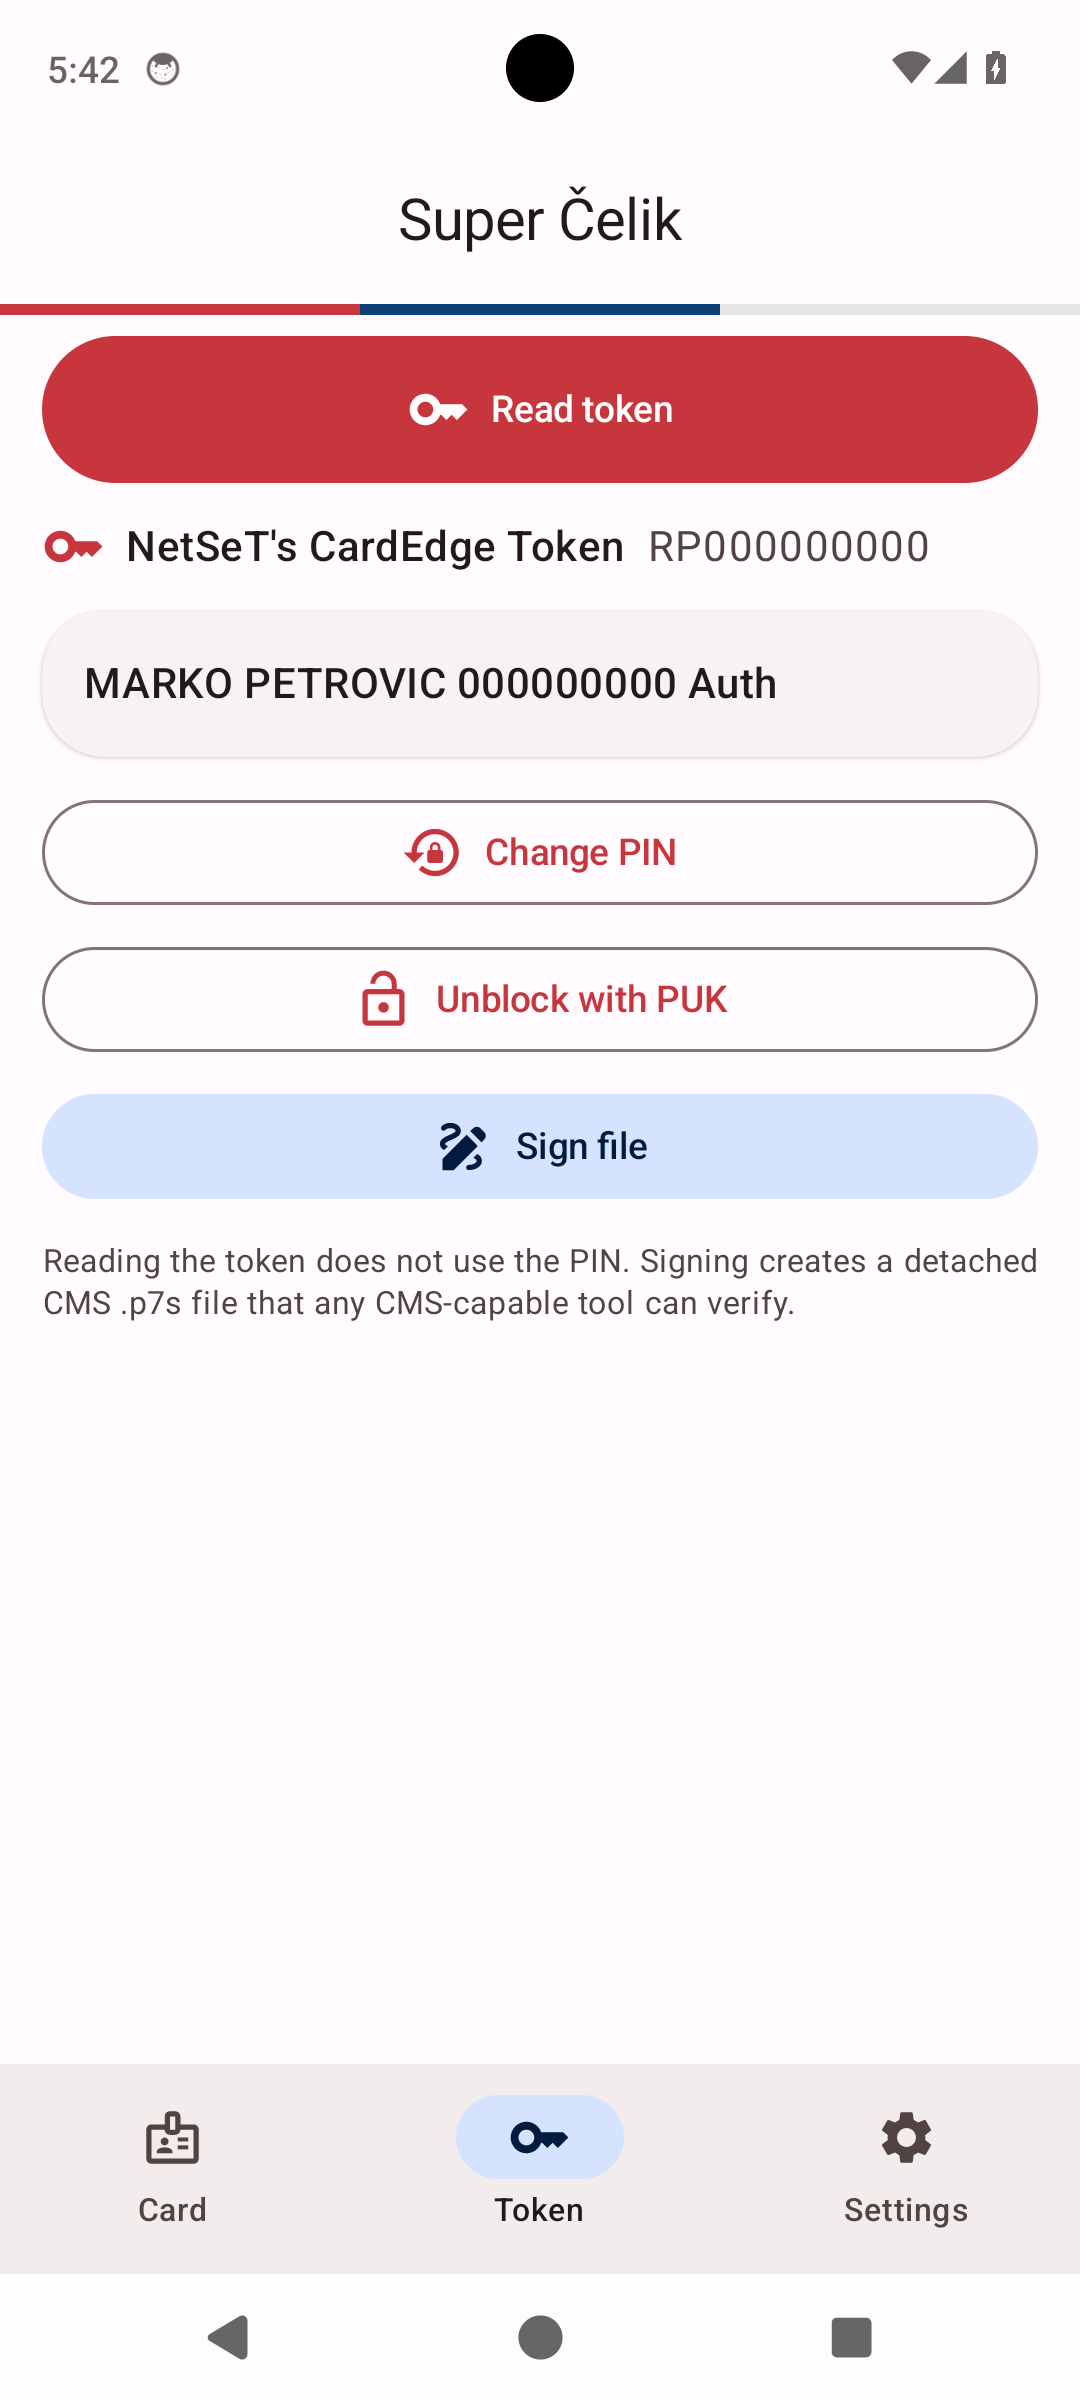 5:42
Super Čelik
Read token
NetSeT's CardEdge Token RP000000000
MARKO PETROVIC 000000000 Auth
Change PIN
Unblock with PUK
Sign file
Reading the token does not use the PIN. Signing creates a detached
CMS .p7s file that any CMS-capable tool can verify.
Card
Token
Settings